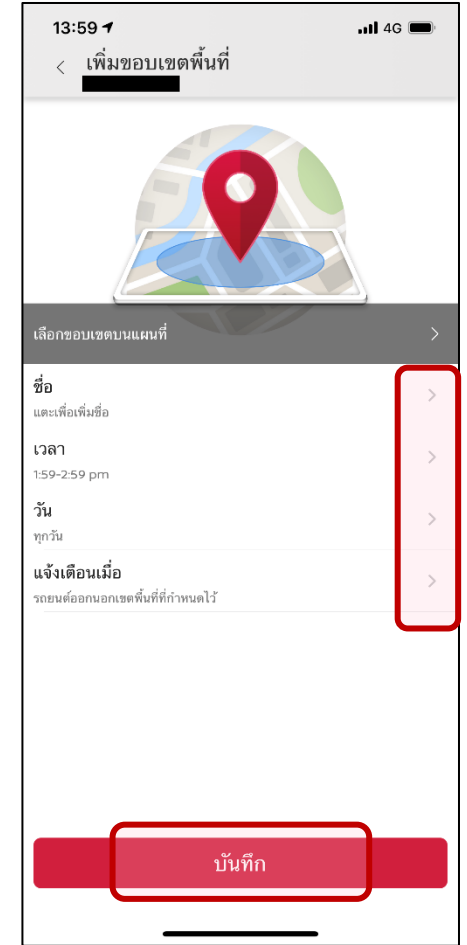 13:59
4G
เพิ่มขอบเขตพื้นที่
เลือกขอบเขตบนแผนที่
ชื่อ
แตะเพื่อเพิ่มชื่อ
เวลา
1:59-2:59 pm
วัน
ทุกวัน
แจ้งเตือนเมื่อ
รถยนต์ออกนอกเขตพื้นที่ที่กำหนดไว้
บันทึก